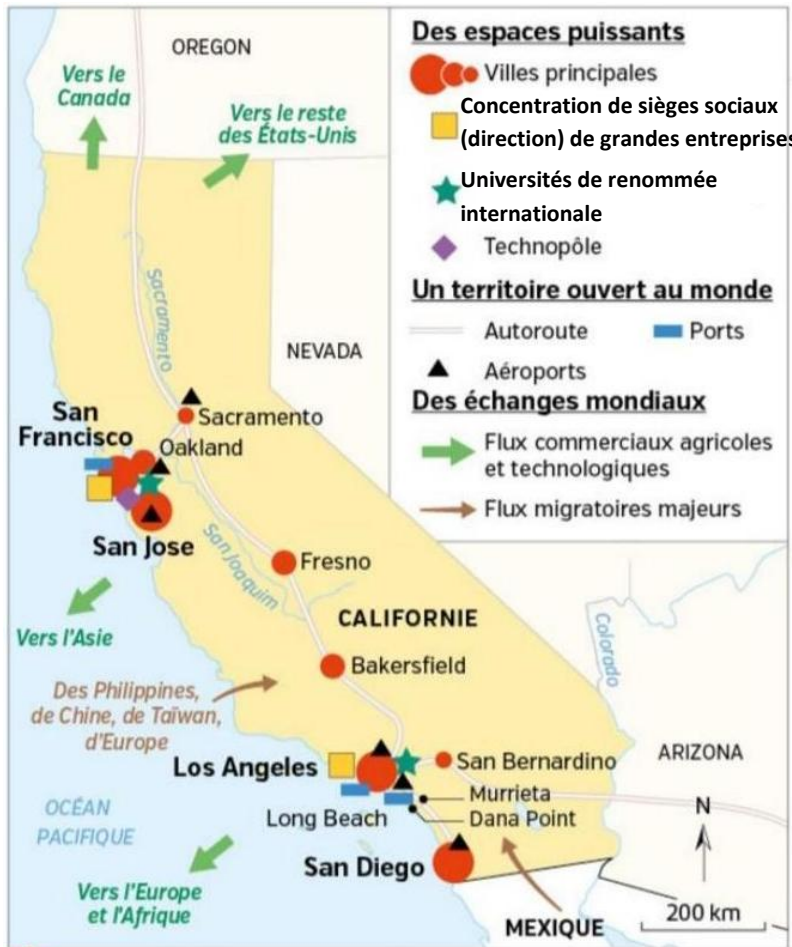 OREGON
Vers le
Canada
Vers le reste
des États-Unis
Sacramento
NEVADA
San
Francisco
Sacramento
Oakland
San Jose
San Joaquim
Fresno
Vers l'Asie
CALIFORNIE
Colorado
Bakersfield
Des Philippines,
de Chine, de Taïwan,
d'Europe
Los Angeles
San Bernardino
ARIZONA
Murrieta
Long Beach
Dana Point
OCÉAN
PACIFIQUE
N
San Diego
Vers l'Europe
et l'Afrique
MEXIQUE
200 km
Des espaces puissants
Villes principales
Concentration de sièges sociaux
(direction) de grandes entreprises
Universités de renommée
internationale
Technopôle
Un territoire ouvert au monde
Autoroute
Ports
Aéroports
Des échanges mondiaux
Flux commerciaux agricoles
et technologiques
Flux migratoires majeurs